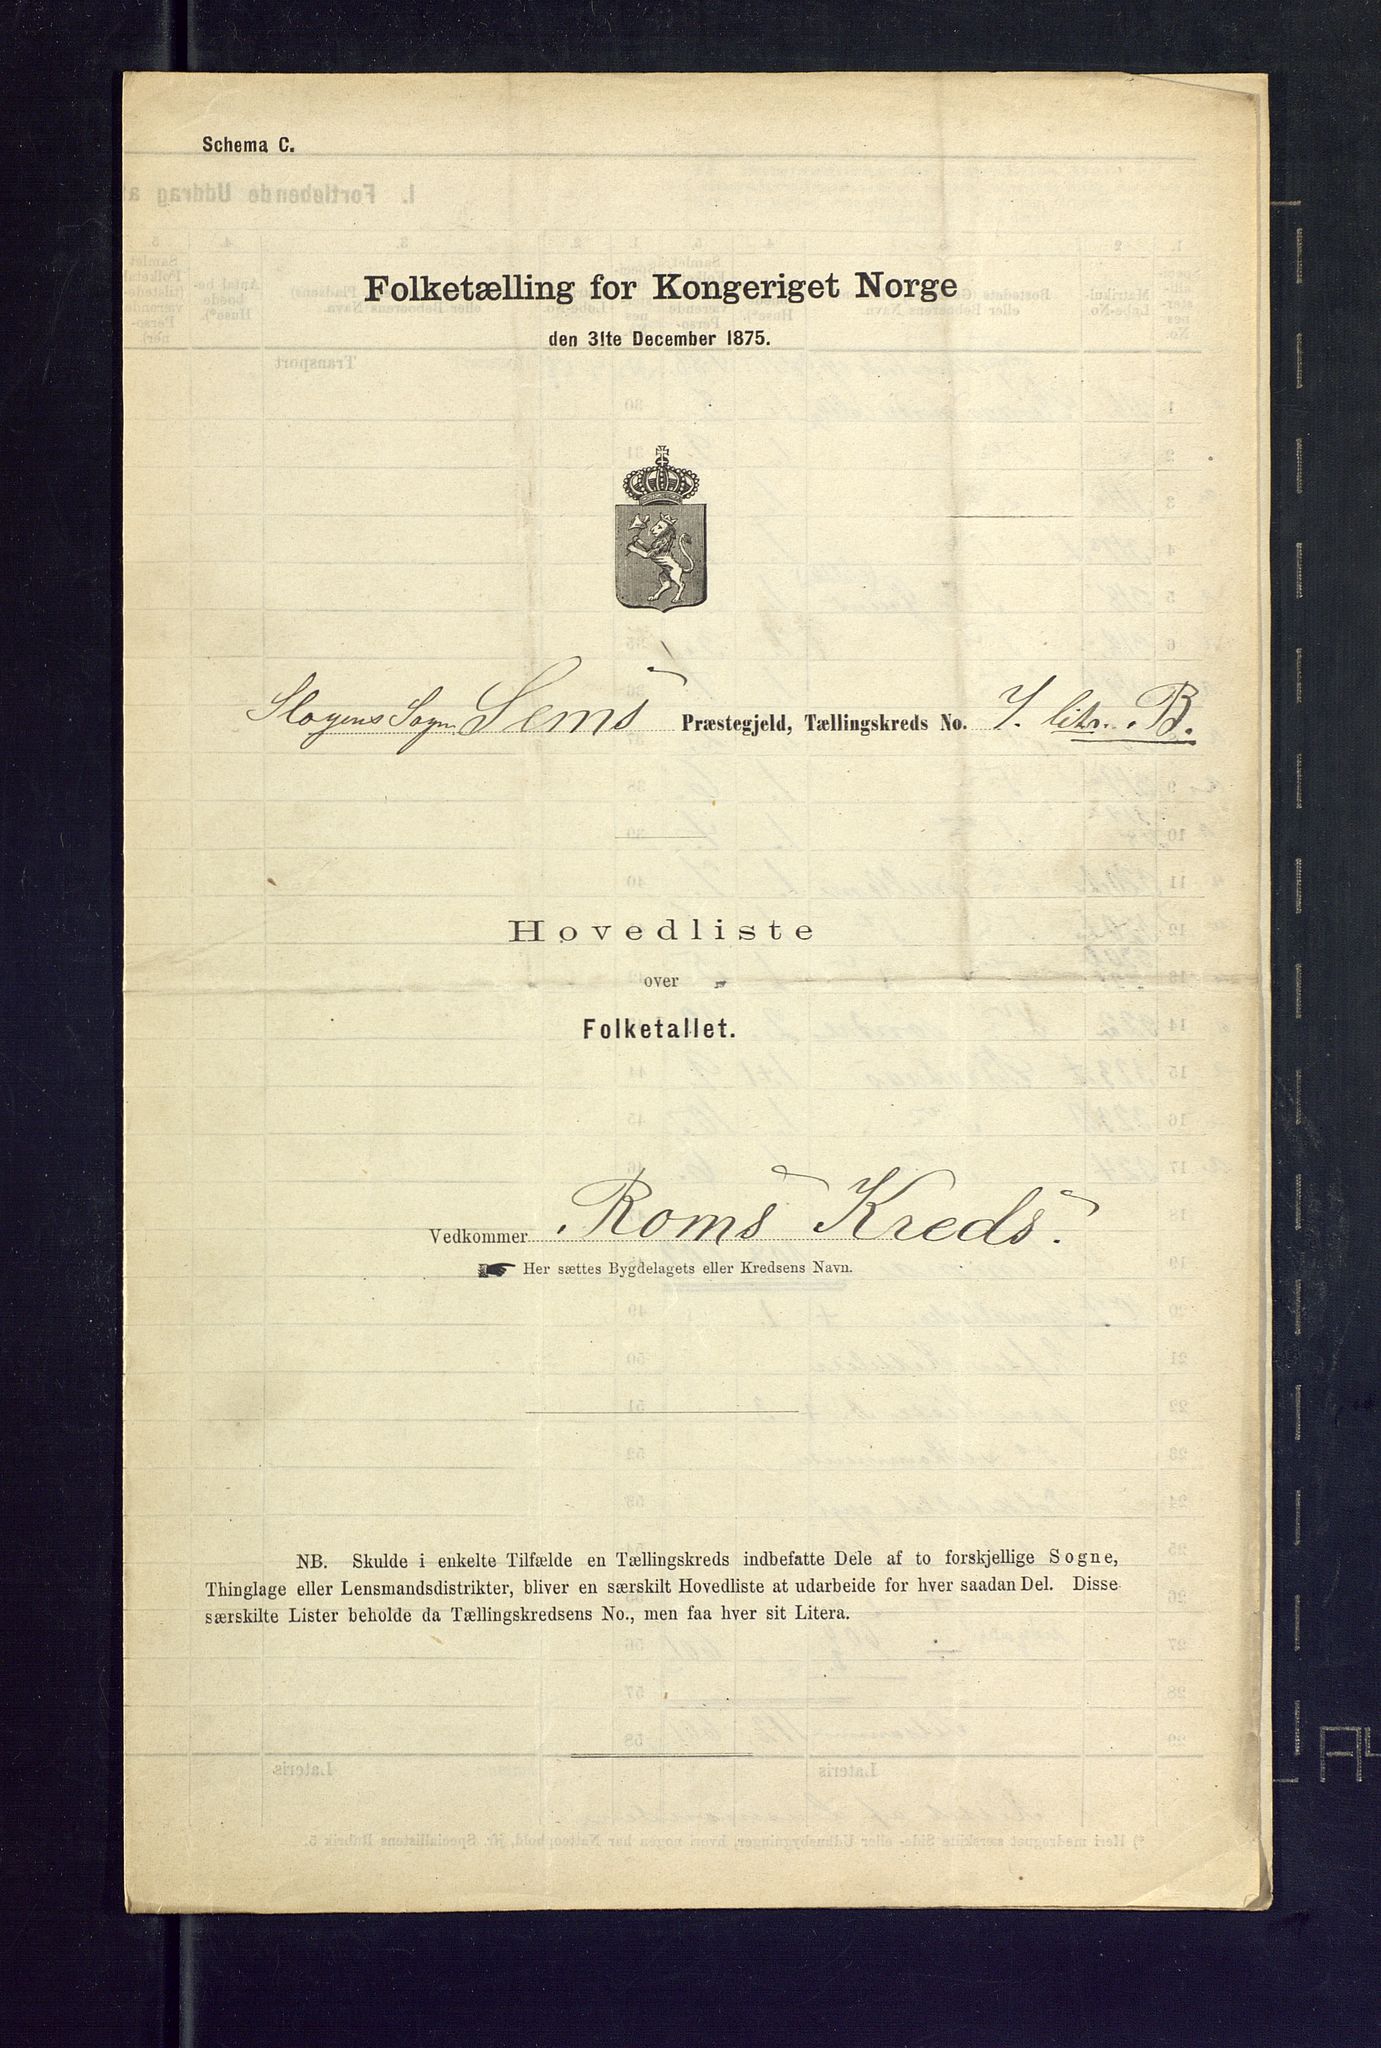 Schema C.
Folketælling for Kongeriget Norge
den 31te December 1875.
Slagens Sogn Sems Præstegjeld, Tællingskreds No. 7. litr. B.
Hovedliste
over
Folketallet.
Vedkommer Roms Kreds.
Her sættes Bygdelagets eller Kredsens Navn.
NB. Skulde i enkelte Tilfælde en Tællingskreds indbefatte Dele af to forskjellige Sogne,
Thinglage eller Lensmandsdistrikter, bliver en særskilt Hovedliste at udarbeide for hver saadan Del. Disse
særskilte Lister beholde da Tællingskredsens No., men faa hver sit Litera.